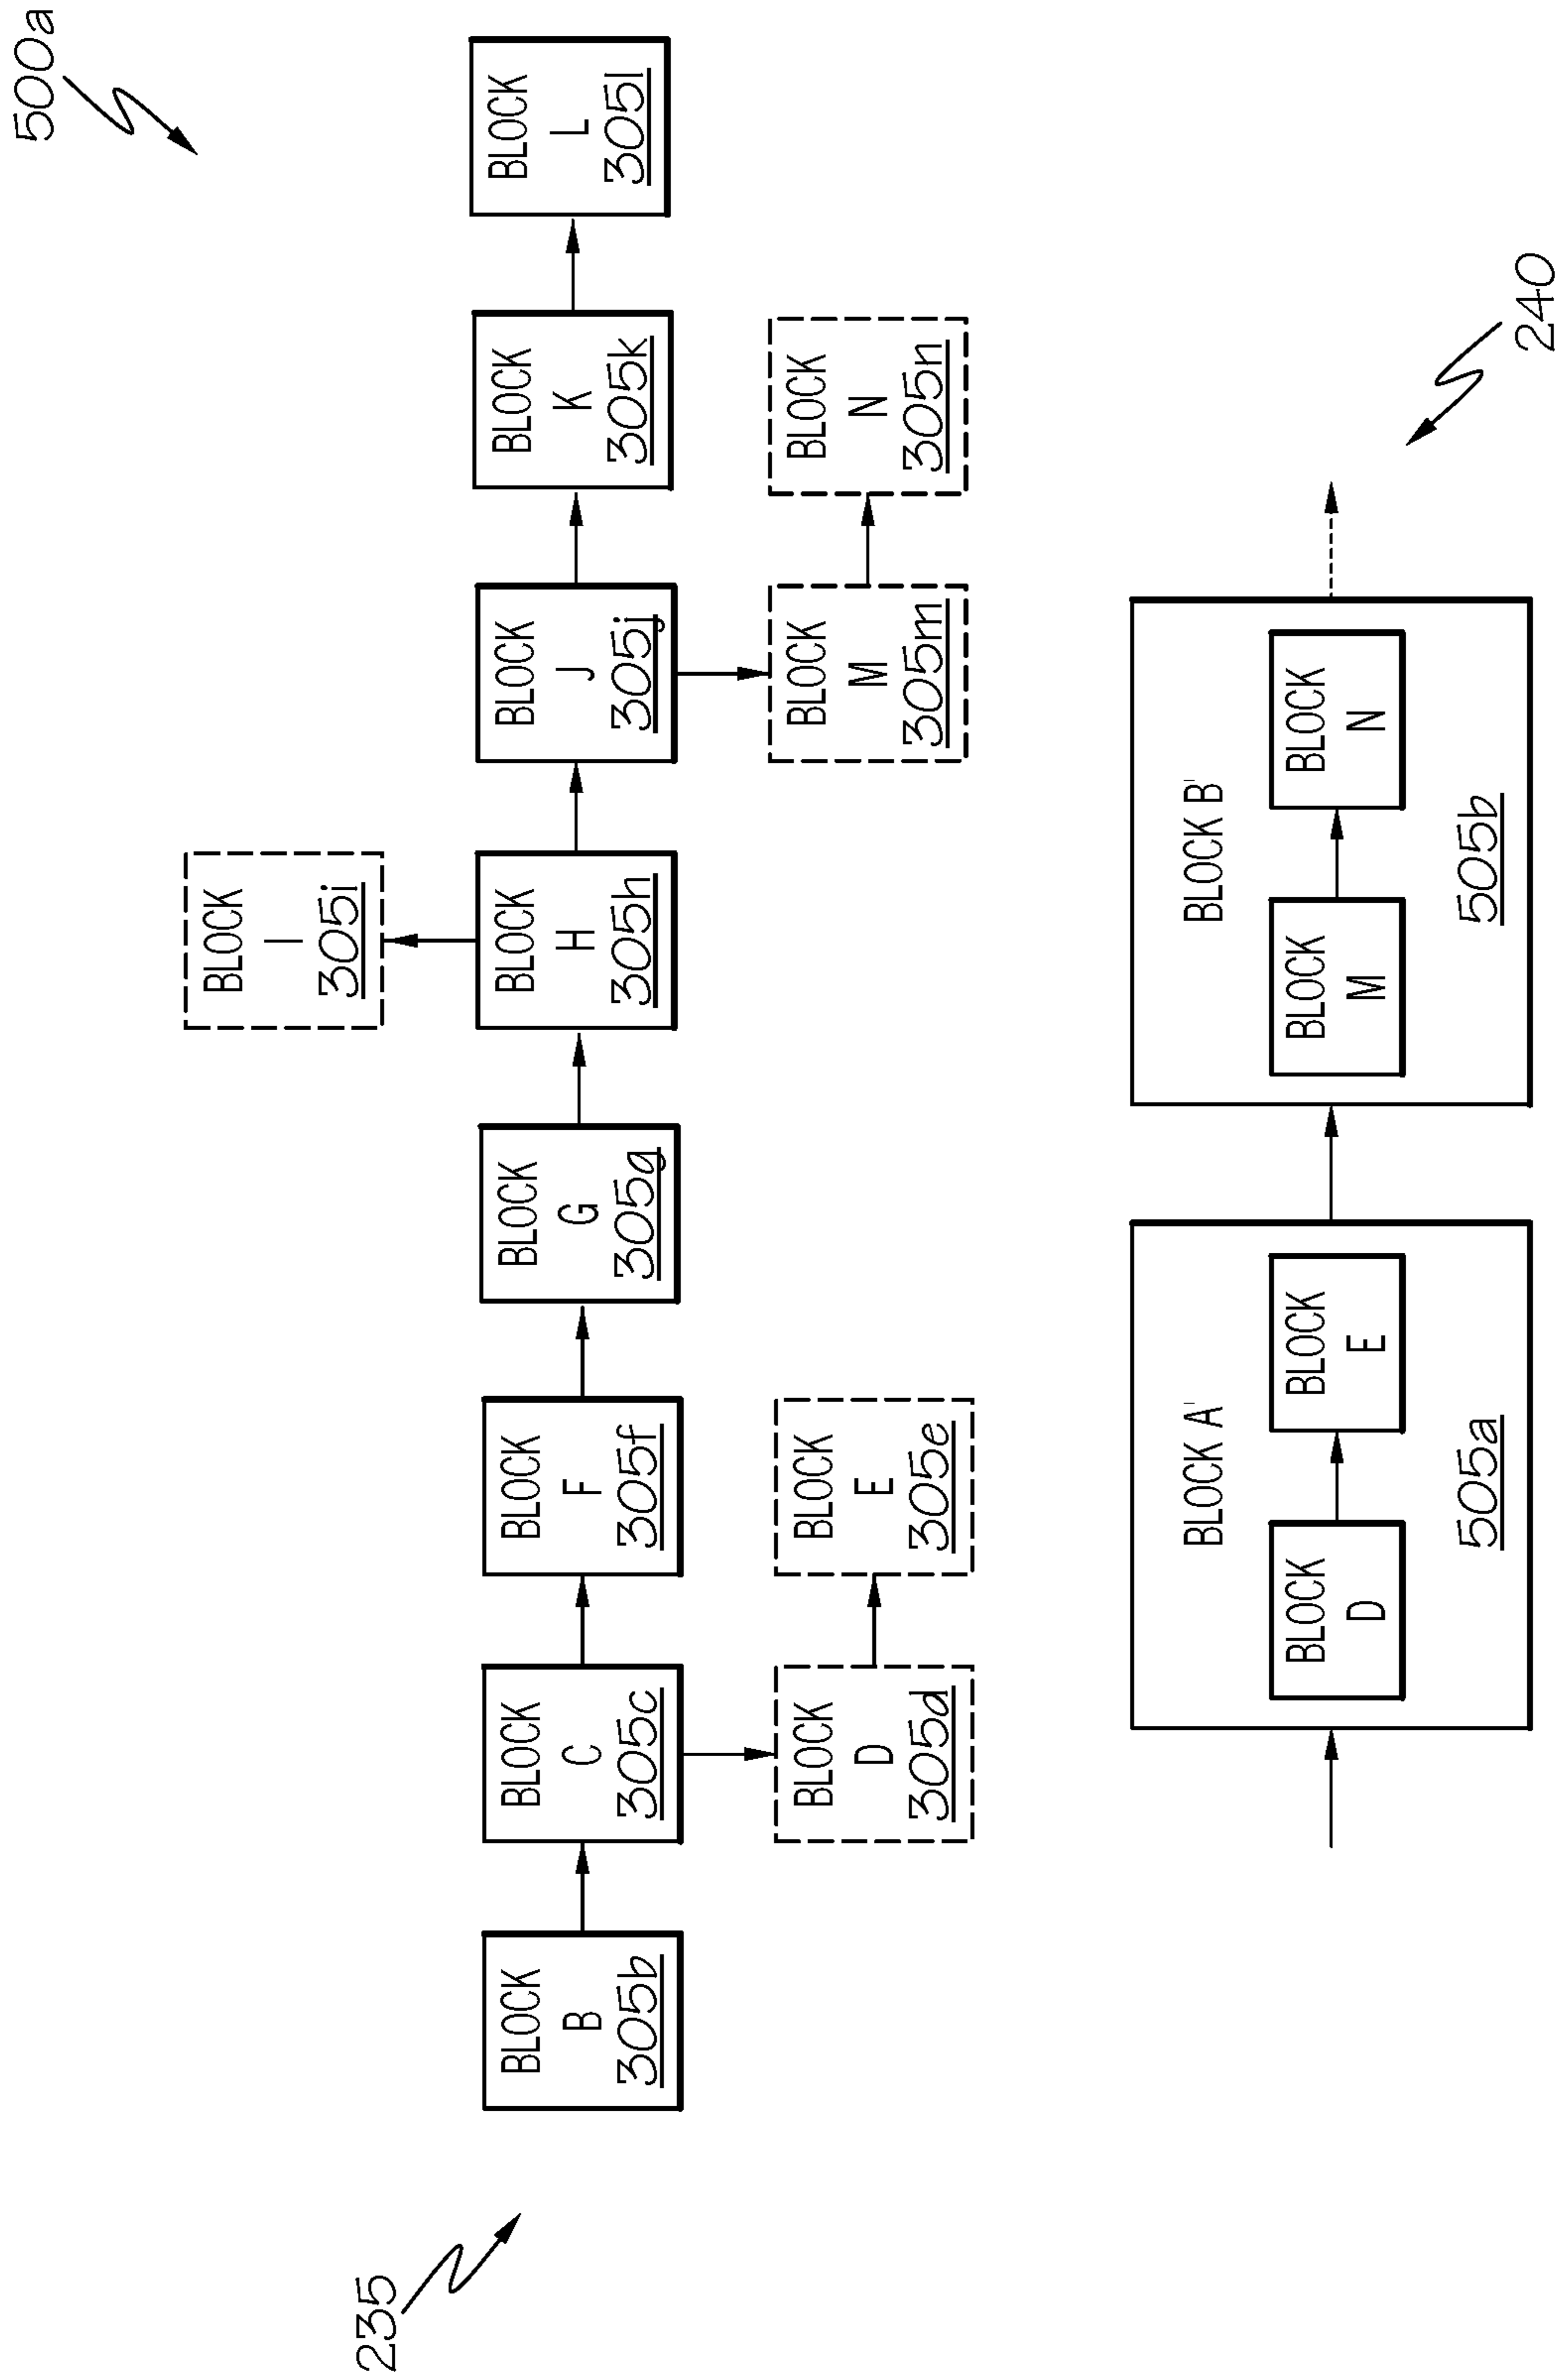 500a
235
BLOCK
B
305b
BLOCK
C
305c
BLOCK
F
305f
BLOCK
G
305g
BLOCK
H
305h
BLOCK
J
305j
BLOCK
K
305k
BLOCK
L
305l
BLOCK
I
305i
BLOCK
D
305d
BLOCK
E
305e
BLOCK
M
305m
BLOCK
N
305n
240
BLOCK A'
BLOCK
D
BLOCK
E
505a
BLOCK B'
BLOCK
M
BLOCK
N
505b